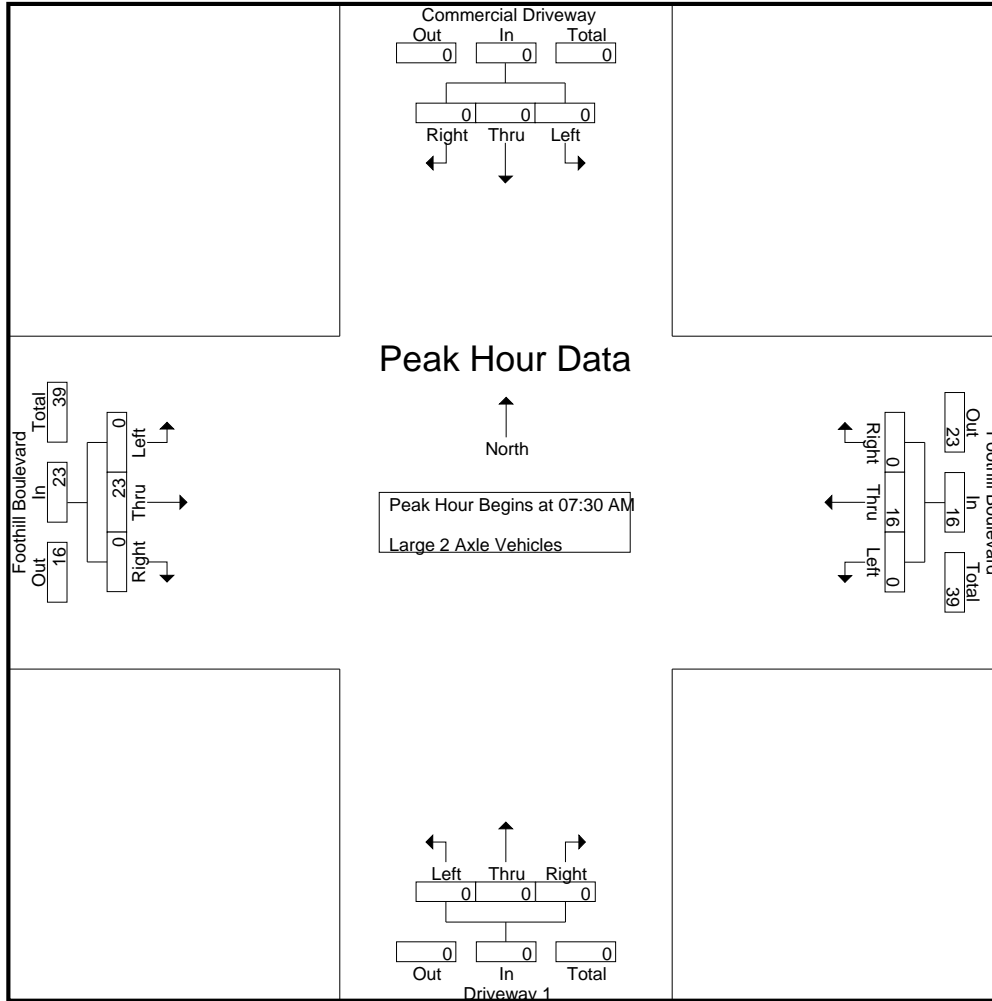 Commercial Driveway
Out In Total
0 0 0
0 0 0
Right Thru Left
Peak Hour Data
North
Peak Hour Begins at 07:30 AM
Large 2 Axle Vehicles
Foothill Boulevard
Out In Total
16 23 39
0 23 0
Right Thru Left
Foothill Boulevard
Out In Total
23 16 39
0 16 0
Right Thru Left
Left Thru Right
0 0 0
0 0 0
Out In Total
Driveway 1